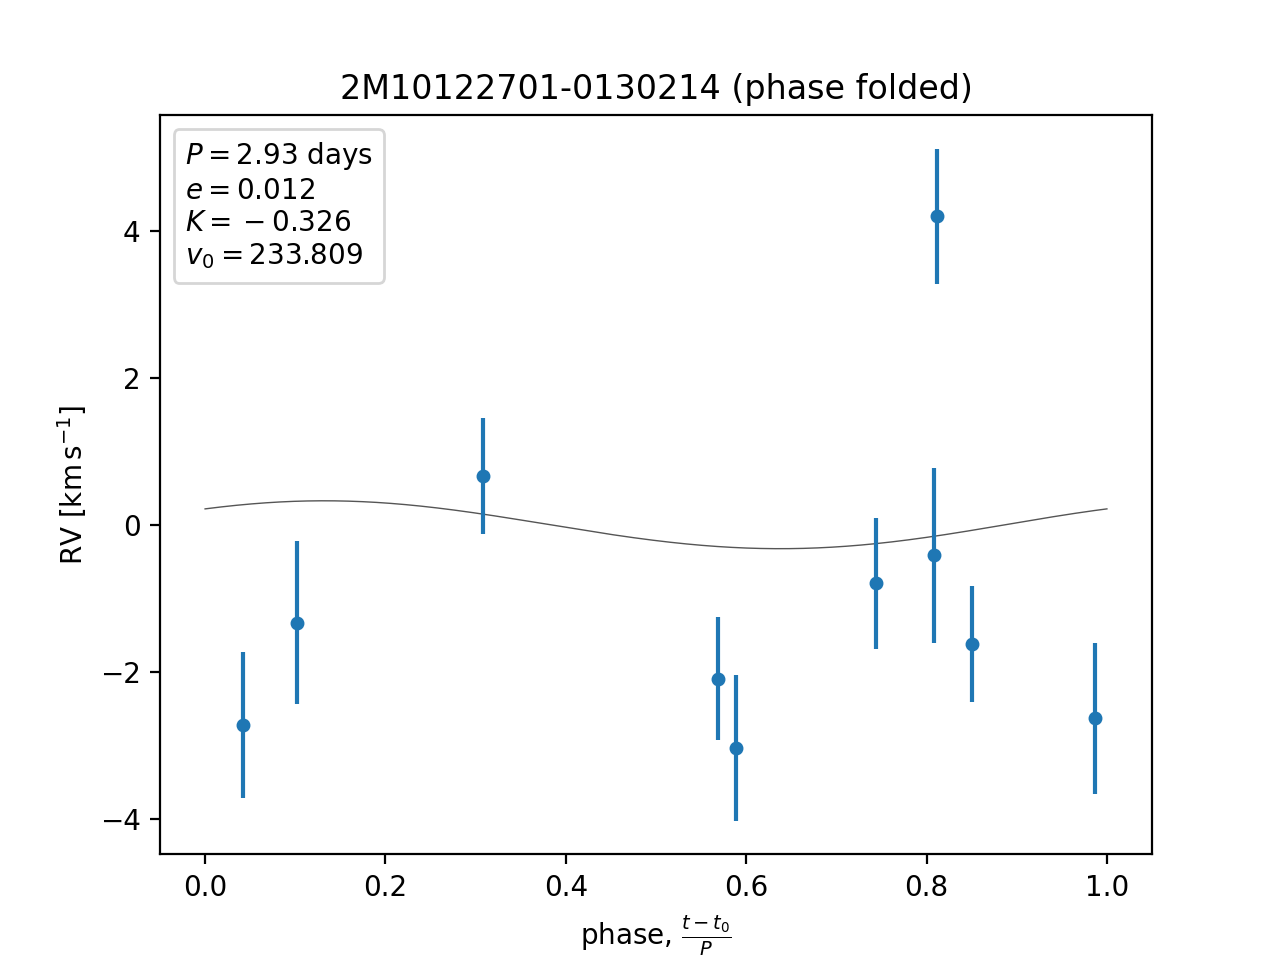 2M10122701-0130214 (phase folded)
P = 2.93 days
e = 0.012
K = −0.326
v₀ = 233.809
4
2
0
−2
−4
RV [km s⁻¹]
0.0 0.2 0.4 0.6 0.8 1.0
phase, (t − t₀)/P